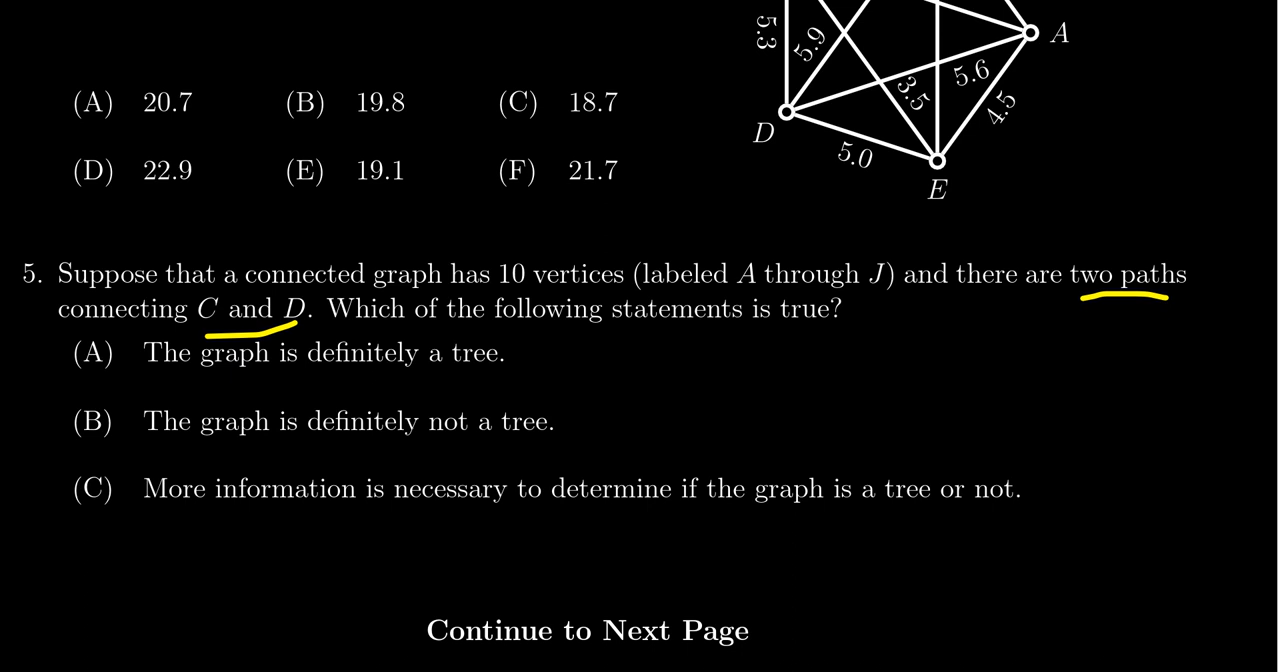 5.3
5.9
A
5.6
3.5
4.5
(A) 20.7 (B) 19.8 (C) 18.7
D
5.0
(D) 22.9 (E) 19.1 (F) 21.7
E
5. Suppose that a connected graph has 10 vertices (labeled A through J) and there are two paths
connecting C and D. Which of the following statements is true?
(A) The graph is definitely a tree.
(B) The graph is definitely not a tree.
(C) More information is necessary to determine if the graph is a tree or not.
Continue to Next Page